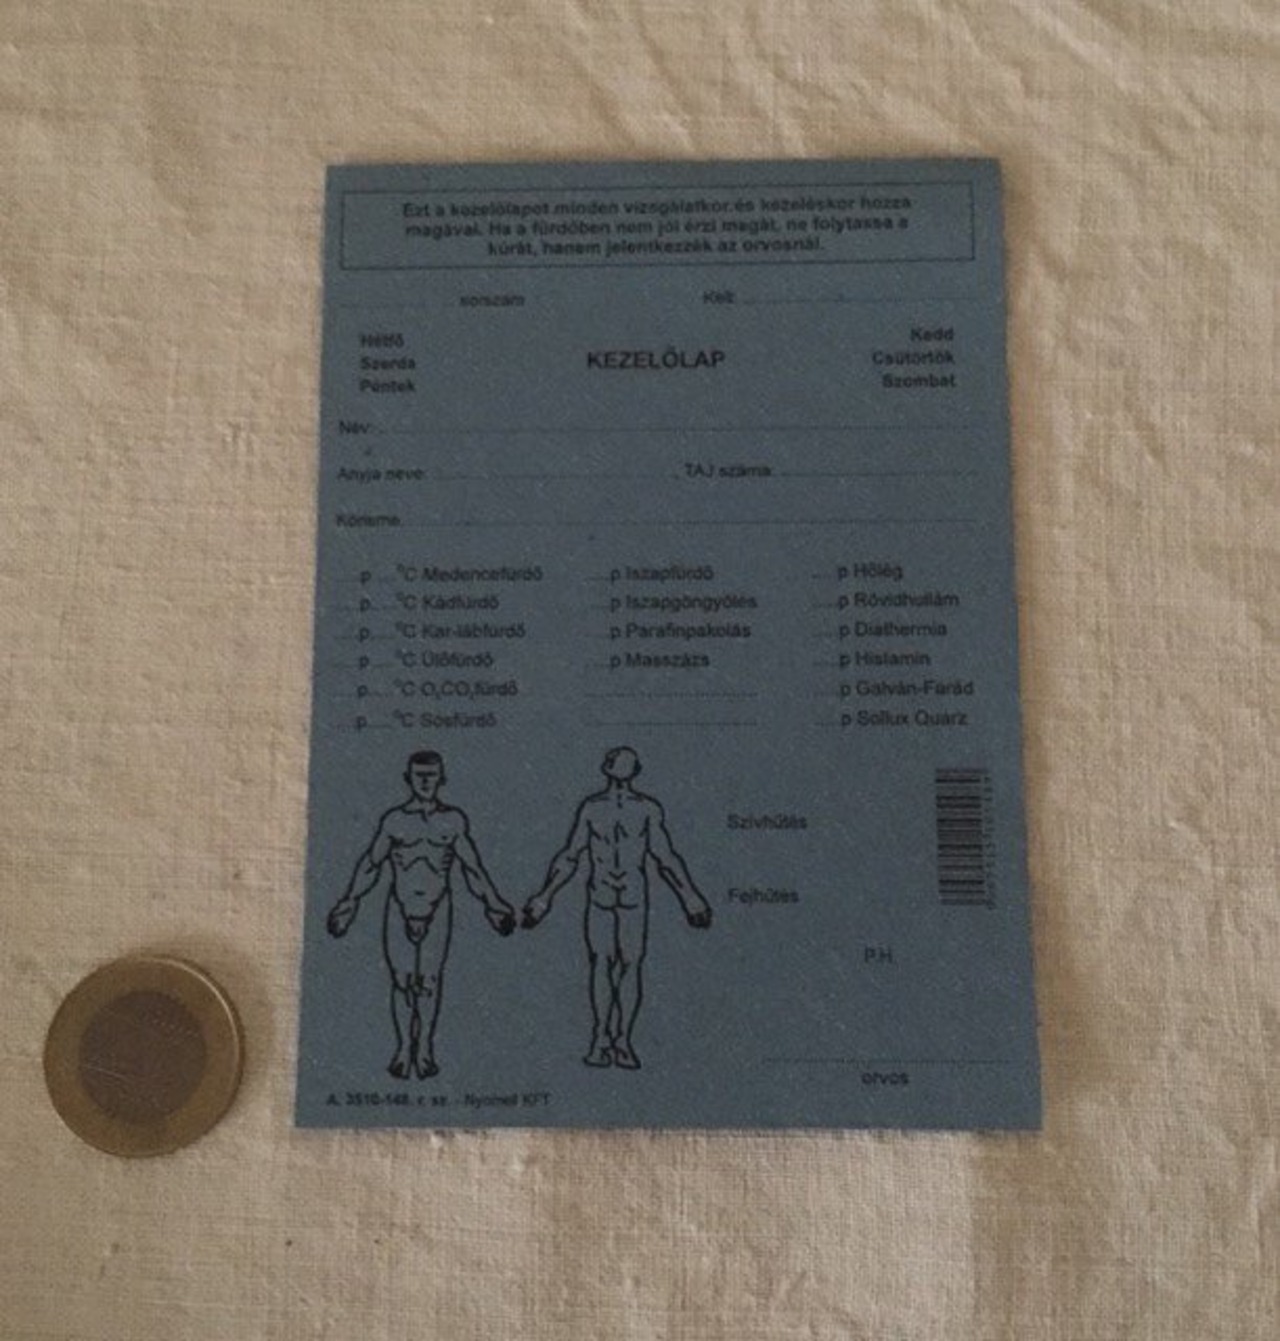 Ezt a kezelőlapot minden vizsgálatkor és kezeléskor hozza
magával. Ha a fürdőben nem jól érzi magát, ne folytassa a
kúrát, hanem jelentkezzék az orvosnál.
sorszám Kelt:
Hétfő Kedd
Szerda KEZELŐLAP Csütörtök
Péntek Szombat
Név:
Anyja neve: TAJ száma:
Kórisme
p °C Medencefürdő p Iszapfürdő p Hőlég
p °C Kádfürdő p Iszapgöngyölés p Rövidhullám
p °C Kar-lábfürdő p Parafinpakolás p Diathermia
p °C Ülőfürdő p Masszázs p Histamin
p °C O₂CO₂fürdő p Galván-Farád
p °C Sósfürdő p Sollux Quarz
Szívhűtés
Fejhűtés
P.H.
orvos
A. 3510-148. r. sz. - Nyomell KFT